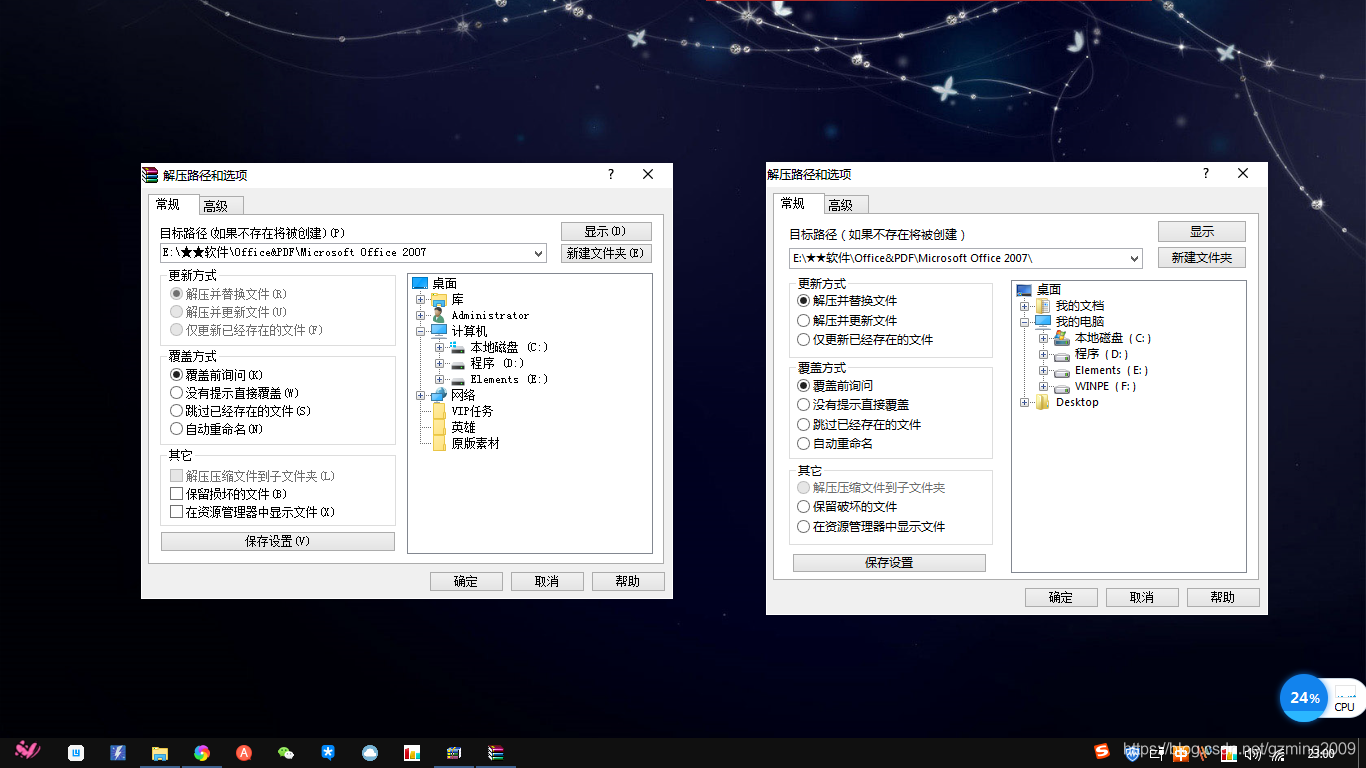 解压路径和选项 ?
常规 高级
目标路径(如果不存在将被创建)(P)
显示(D)
E:\★★软件\Office&PDF\Microsoft Office 2007
新建文件夹(E)
更新方式
解压并替换文件(R)
解压并更新文件(U)
仅更新已经存在的文件(F)
覆盖方式
覆盖前询问(K)
没有提示直接覆盖(W)
跳过已经存在的文件(S)
自动重命名(N)
其它
解压压缩文件到子文件夹(L)
保留损坏的文件(B)
在资源管理器中显示文件(X)
保存设置(V)
桌面
库
Administrator
计算机
本地磁盘 (C:)
程序 (D:)
Elements (E:)
网络
VIP任务
英雄
原版素材
确定 取消 帮助
解压路径和选项 ?
常规 高级
目标路径（如果不存在将被创建）
显示
E:\★★软件\Office&PDF\Microsoft Office 2007\
新建文件夹
更新方式
解压并替换文件
解压并更新文件
仅更新已经存在的文件
覆盖方式
覆盖前询问
没有提示直接覆盖
跳过已经存在的文件
自动重命名
其它
解压压缩文件到子文件夹
保留破坏的文件
在资源管理器中显示文件
保存设置
桌面
我的文档
我的电脑
本地磁盘（C:）
程序（D:）
Elements（E:）
WINPE（F:）
Desktop
确定 取消 帮助
24%
CPU
https://blog.csdn.net/gzming2009
23:00